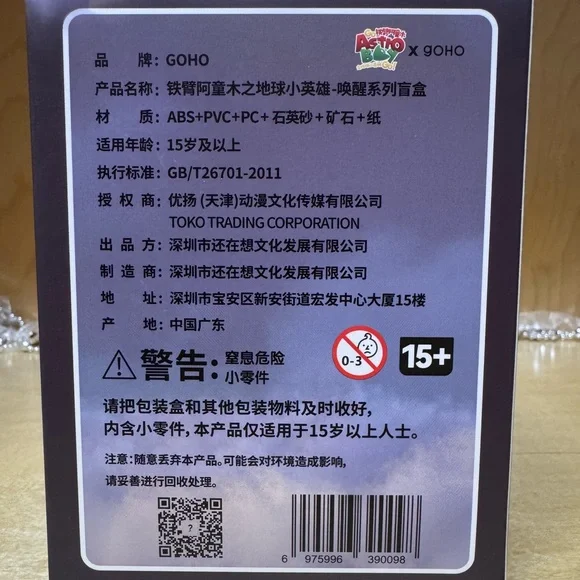 GO! ASTRO BOY GO! X GOHO
品 牌: GOHO
产品名称: 铁臂阿童木之地球小英雄-唤醒系列盲盒
材 质: ABS+PVC+PC+石英砂+矿石+纸
适用年龄: 15岁及以上
执行标准: GB/T26701-2011
授 权 商: 优扬 (天津)动漫文化传媒有限公司
TOKO TRADING CORPORATION
出 品 方: 深圳市还在想文化发展有限公司
制 造 商: 深圳市还在想文化发展有限公司
地 址: 深圳市宝安区新安街道宏发中心大厦15楼
产 地: 中国广东
警告: 窒息危险
小零件
0-3
15+
请把包装盒和其他包装物料及时收好,
内含小零件, 本产品仅适用于15岁以上人士。
注意: 随意丢弃本产品。可能会对环境造成影响,
请妥善进行回收处理。
?
6 975996 390098